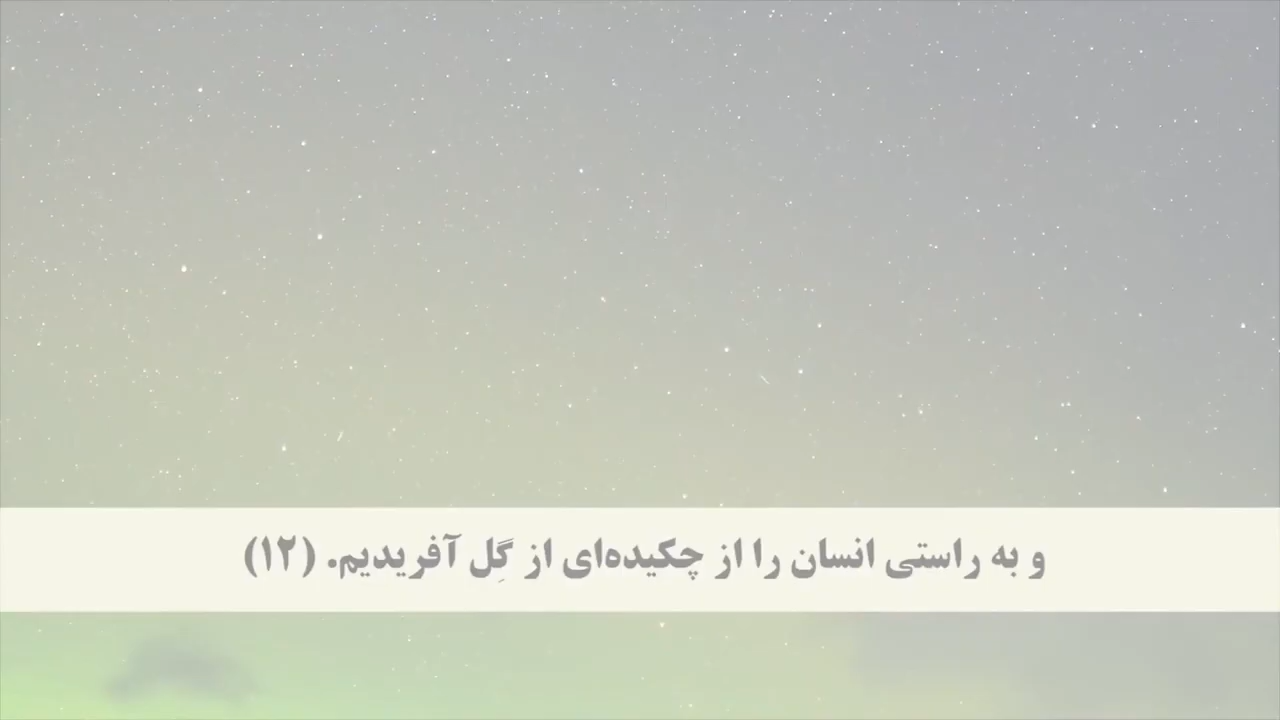 و به راستی انسان را از چکیده‌ای از گِل آفریدیم. (۱۲)